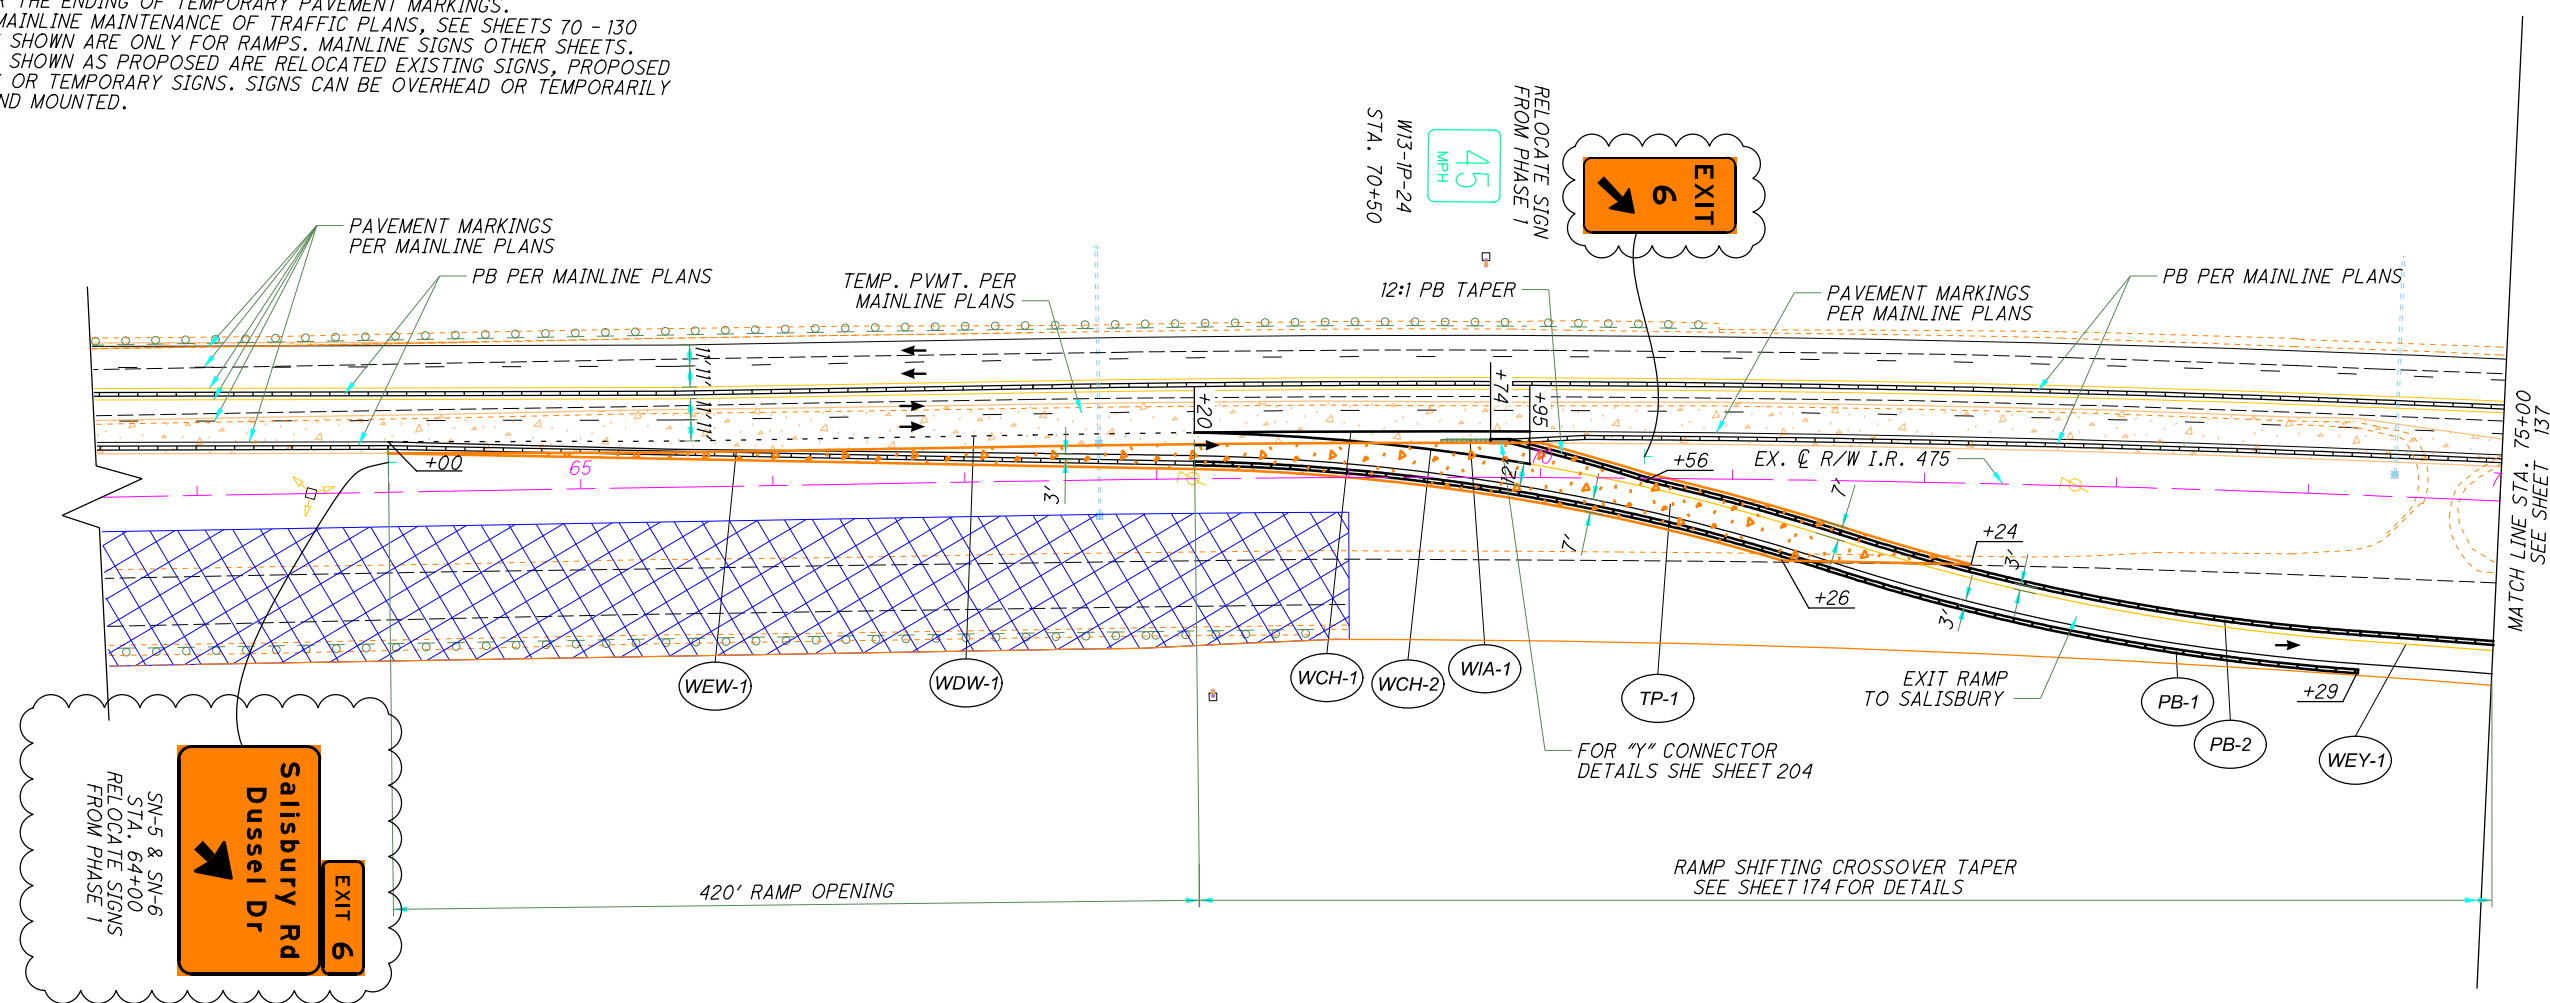 THE ENDING OF TEMPORARY PAVEMENT MARKINGS.
MAINLINE MAINTENANCE OF TRAFFIC PLANS, SEE SHEETS 70 - 130
SHOWN ARE ONLY FOR RAMPS. MAINLINE SIGNS OTHER SHEETS.
SHOWN AS PROPOSED ARE RELOCATED EXISTING SIGNS, PROPOSED
OR TEMPORARY SIGNS. SIGNS CAN BE OVERHEAD OR TEMPORARILY
MOUNTED.
RELOCATE SIGN
FROM PHASE 1
45
MPH
W13-1P-24
STA. 70+50
EXIT
6
PAVEMENT MARKINGS
PER MAINLINE PLANS
PB PER MAINLINE PLANS
TEMP. PVMT. PER
MAINLINE PLANS
12:1 PB TAPER
PAVEMENT MARKINGS
PER MAINLINE PLANS
PB PER MAINLINE PLANS
11' 11'
11' 11'
+20
+74
+95
+00
65
3'
12'
70
+56
EX. ℄ R/W I.R. 475
7'
7'
+24
3'
3'
+26
+29
MATCH LINE STA. 75+00
SEE SHEET 137
WEW-1
WDW-1
WCH-1
WCH-2
WIA-1
TP-1
EXIT RAMP
TO SALISBURY
PB-1
PB-2
WEY-1
FOR "Y" CONNECTOR
DETAILS SHE SHEET 204
EXIT 6
Salisbury Rd
Dussel Dr
SN-5 & SN-6
STA. 64+00
RELOCATE SIGNS
FROM PHASE 1
420' RAMP OPENING
RAMP SHIFTING CROSSOVER TAPER
SEE SHEET 174 FOR DETAILS